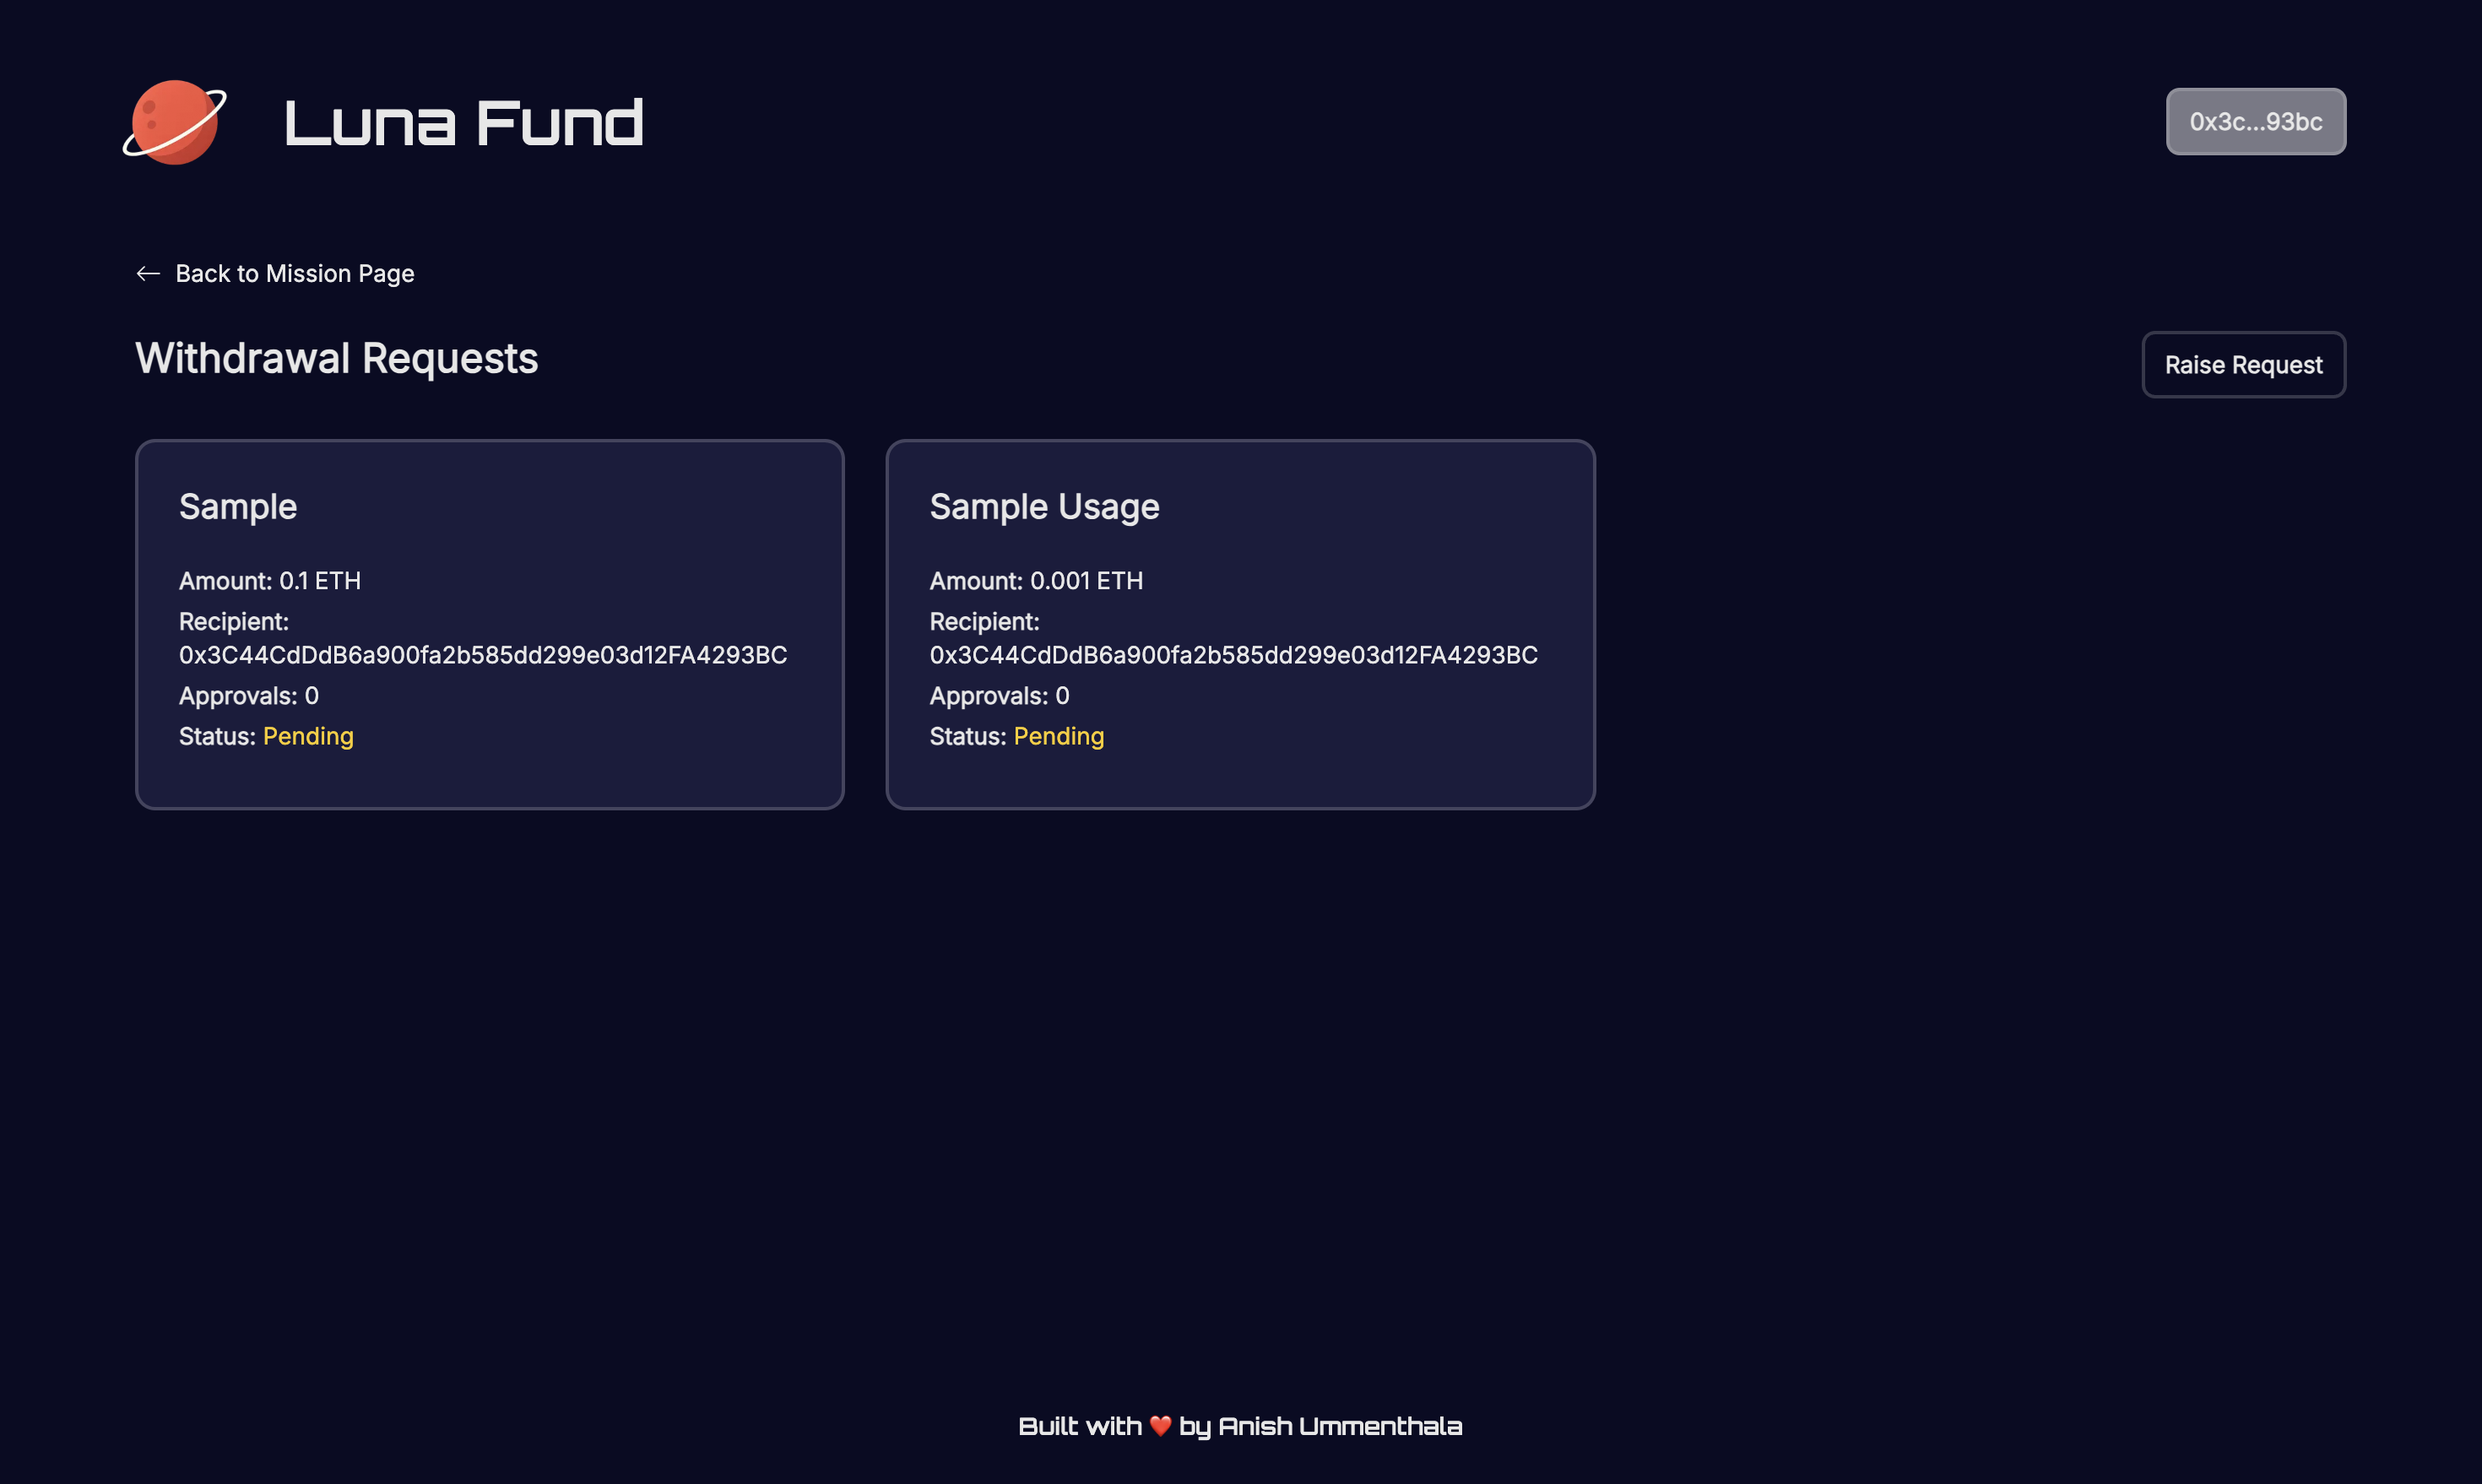 Luna Fund
0x3c...93bc
← Back to Mission Page
Withdrawal Requests
Raise Request
Sample
Amount: 0.1 ETH
Recipient:
0x3C44CdDdB6a900fa2b585dd299e03d12FA4293BC
Approvals: 0
Status: Pending
Sample Usage
Amount: 0.001 ETH
Recipient:
0x3C44CdDdB6a900fa2b585dd299e03d12FA4293BC
Approvals: 0
Status: Pending
Built with ❤️ by Anish Ummenthala